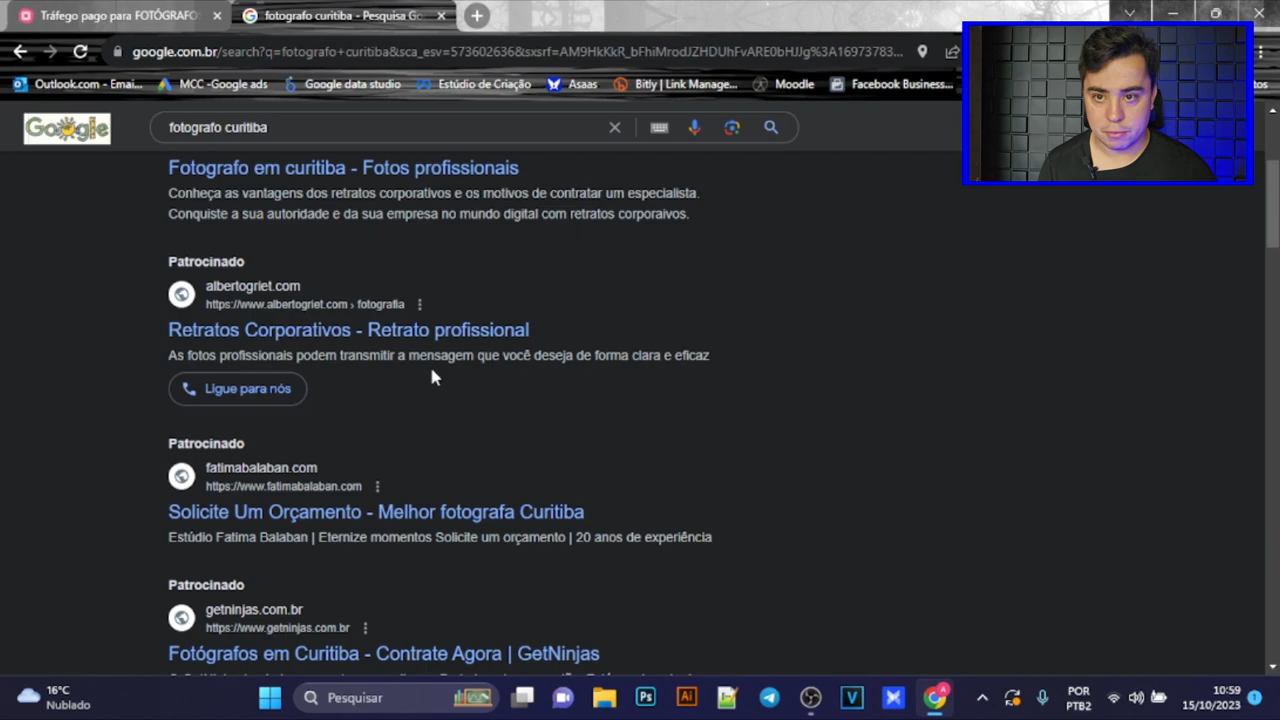 Tráfego pago para FOTÓGRAFO
fotografo curitiba - Pesquisa Go
google.com.br/search?q=fotografo+curitiba&sca_esv=573602636&sxsrf=AM9HkKkR_bFhiMrodJZHDUhFvARE0bHJJg%3A16973783...
Outlook.com - Emai...
MCC -Google ads
Google data studio
Estúdio de Criação
Asaas
Bitly | Link Manage...
Moodle
Facebook Business...
Google
fotografo curitiba
Fotografo em curitiba - Fotos profissionais
Conheça as vantagens dos retratos corporativos e os motivos de contratar um especialista.
Conquiste a sua autoridade e da sua empresa no mundo digital com retratos corporaivos.
Patrocinado
albertogriet.com
https://www.albertogriet.com › fotografia
Retratos Corporativos - Retrato profissional
As fotos profissionais podem transmitir a mensagem que você deseja de forma clara e eficaz
Ligue para nós
Patrocinado
fatimabalaban.com
https://www.fatimabalaban.com
Solicite Um Orçamento - Melhor fotografa Curitiba
Estúdio Fatima Balaban | Eternize momentos Solicite um orçamento | 20 anos de experiência
Patrocinado
getninjas.com.br
https://www.getninjas.com.br
Fotógrafos em Curitiba - Contrate Agora | GetNinjas
16°C
Nublado
Pesquisar
Ps
Ai
V
A
POR
PTB2
10:59
15/10/2023
1